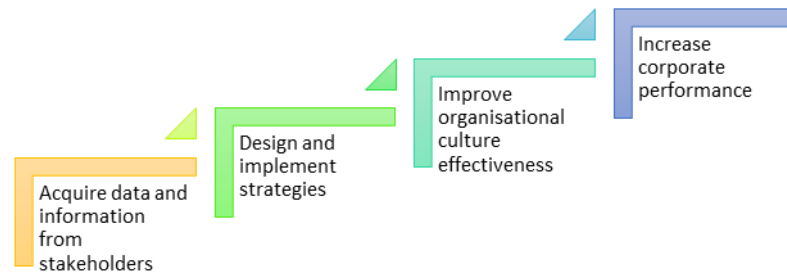 Acquire data and
information
from
stakeholders
Design and
implement
strategies
Improve
organisational
culture
effectiveness
Increase
corporate
performance